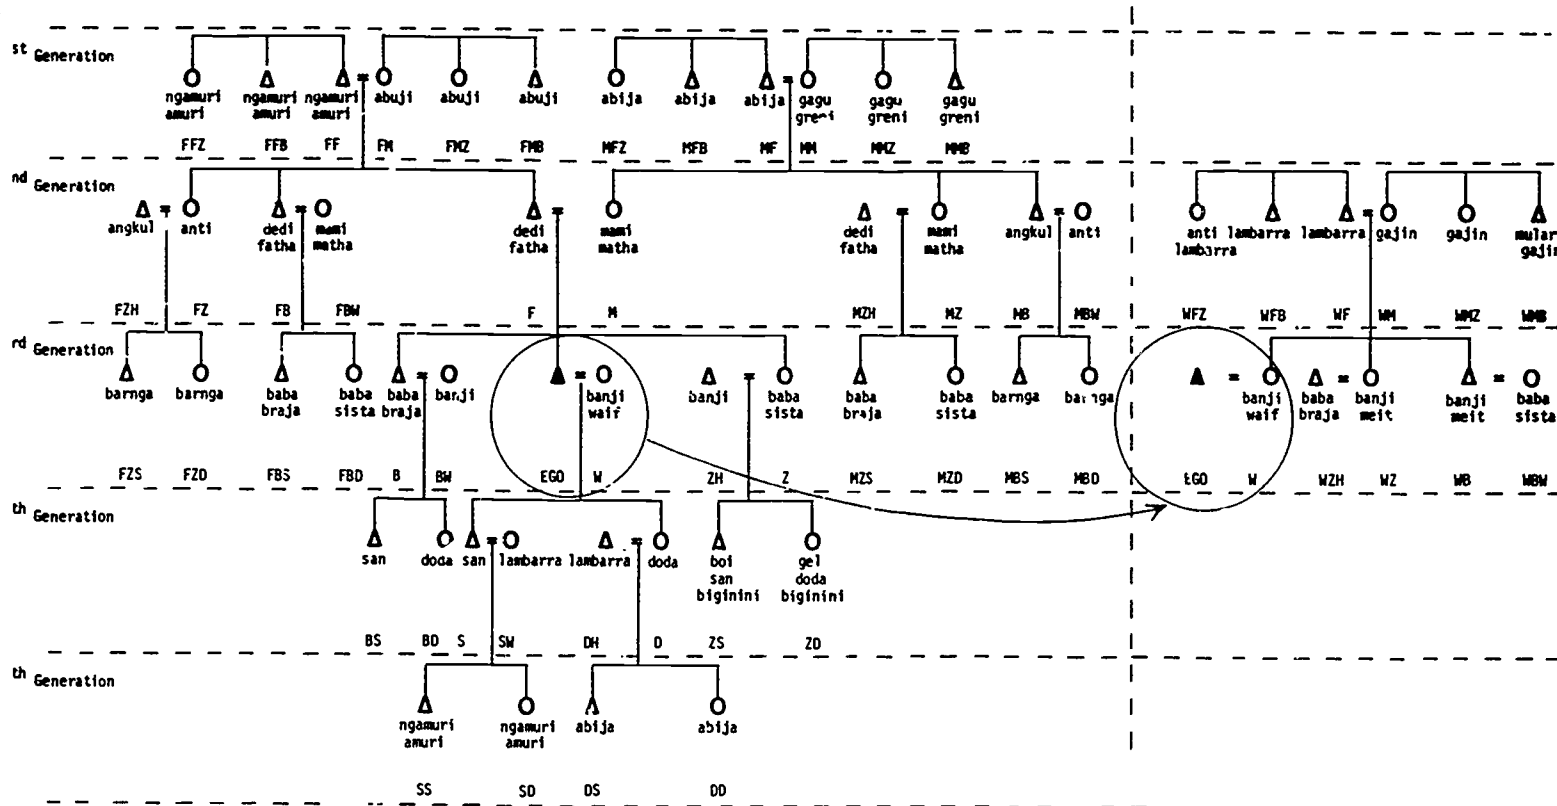 st Generation
ngamuri ngamuri ngamuri abuji abuji abuji abija abija abija gagu gagu gagu
amuri amuri amuri greni greni greni
FFZ FFB FF FM FMZ FMB MFZ MFB MF MM MMZ MMB
nd Generation
angkul anti dedi mami dedi mami dedi mami angkul anti anti lambarra lambarra gajin gajin mular
fatha matha fatha matha fatha matha lambarra gajin
FZH FZ FB FBW F M MZH MZ MB MBW WFZ WFB WF WM WMZ WMB
rd Generation
barnga barnga baba baba baba banji banji banji baba baba baba barnga barnga banji baba banji banji baba
braja sista braja waif sista braja sista waif braja meit meit sista
FZS FZD FBS FBD B BW EGO W ZH Z MZS MZD MBS MBD EGO W WZH WZ WB WBW
th Generation
san doda san lambarra lambarra doda boi gel
san doda
biginini biginini
BS BD S SW DH D ZS ZD
th Generation
ngamuri ngamuri abija abija
amuri amuri
SS SD DS DD